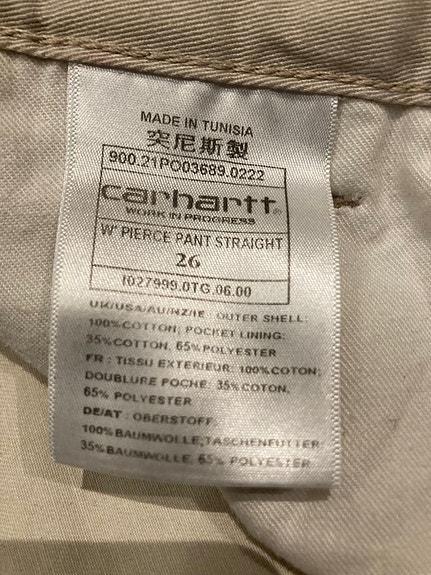 MADE IN TUNISIA
突尼斯製
900.21PO03689.0222
carhartt®
WORK IN PROGRESS
W' PIERCE PANT STRAIGHT
26
I027999.0TG.06.00
UK/USA/AU/NZ/IE : OUTER SHELL:
100%COTTON; POCKET LINING:
35%COTTON, 65% POLYESTER
FR : TISSU EXTERIEUR: 100%COTON;
DOUBLURE POCHE: 35%COTON,
65% POLYESTER
DE/AT : OBERSTOFF:
100%BAUMWOLLE;TASCHENFUTTER:
35%BAUMWOLLE, 65% POLYESTER